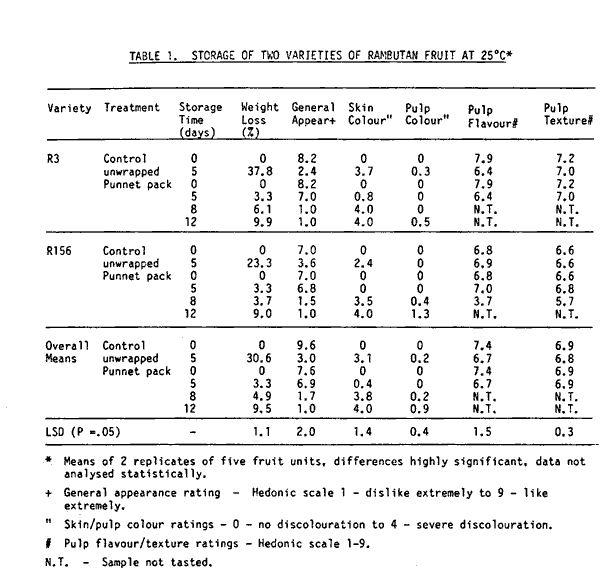 TABLE 1. STORAGE OF TWO VARIETIES OF RAMBUTAN FRUIT AT 25°C*
Variety Treatment Storage Weight General Skin Pulp Pulp Pulp
Time Loss Appear+ Colour" Colour" Flavour# Texture#
(days) (%)
R3 Control 0 0 8.2 0 0 7.9 7.2
unwrapped 5 37.8 2.4 3.7 0.3 6.4 7.0
Punnet pack 0 0 8.2 0 0 7.9 7.2
5 3.3 7.0 0.8 0 6.4 7.0
8 6.1 1.0 4.0 0 N.T. N.T.
12 9.9 1.0 4.0 0.5 N.T. N.T.
R156 Control 0 0 7.0 0 0 6.8 6.6
unwrapped 5 23.3 3.6 2.4 0 6.9 6.6
Punnet pack 0 0 7.0 0 0 6.8 6.6
5 3.3 6.8 0 0 7.0 6.8
8 3.7 1.5 3.5 0.4 3.7 5.7
12 9.0 1.0 4.0 1.3 N.T. N.T.
Overall Control 0 0 9.6 0 0 7.4 6.9
Means unwrapped 5 30.6 3.0 3.1 0.2 6.7 6.8
Punnet pack 0 0 7.6 0 0 7.4 6.9
5 3.3 6.9 0.4 0 6.7 6.9
8 4.9 1.7 3.8 0.2 N.T. N.T.
12 9.5 1.0 4.0 0.9 N.T. N.T.
LSD (P =.05) - 1.1 2.0 1.4 0.4 1.5 0.3
* Means of 2 replicates of five fruit units, differences highly significant, data not
analysed statistically.
+ General appearance rating - Hedonic scale 1 - dislike extremely to 9 - like
extremely.
" Skin/pulp colour ratings - 0 - no discolouration to 4 - severe discolouration.
# Pulp flavour/texture ratings - Hedonic scale 1-9.
N.T. - Sample not tasted.